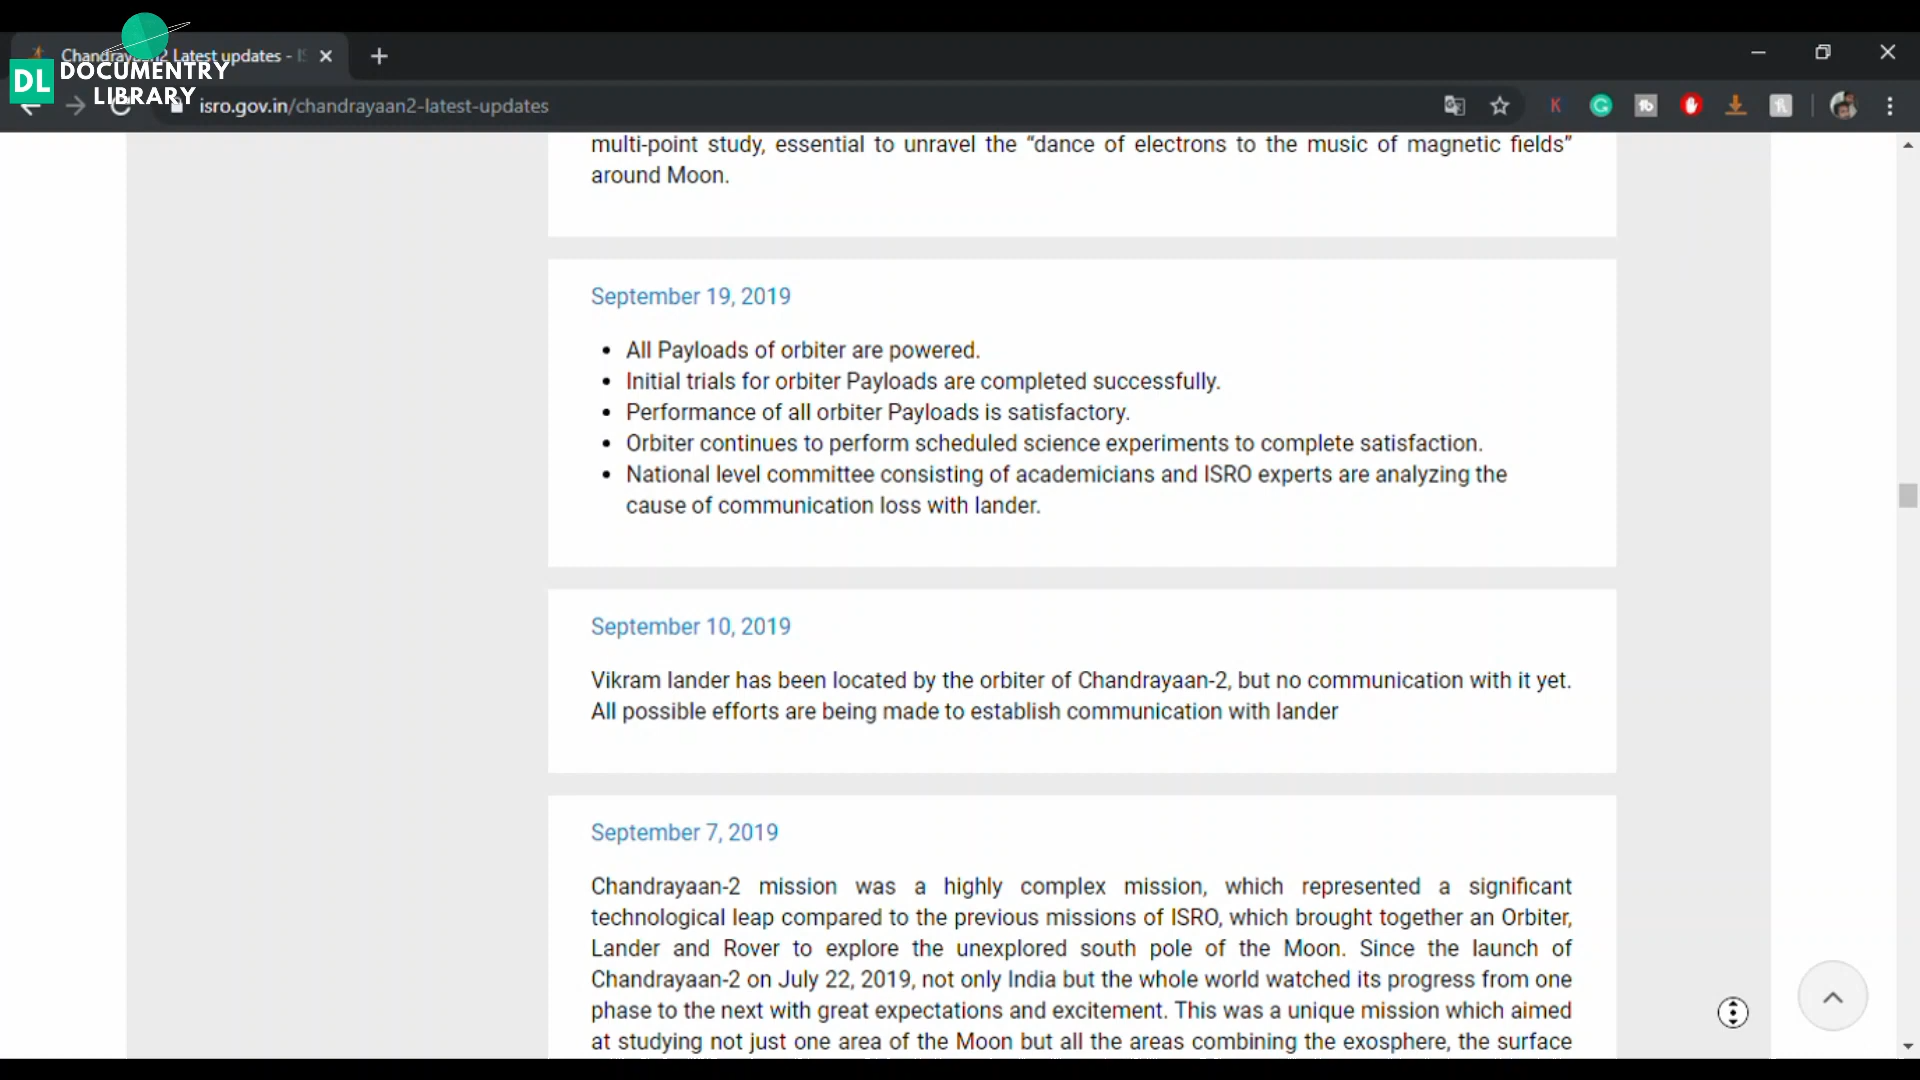 Chandrayaan2 Latest updates - IS
DL DOCUMENTRY
LIBRARY
isro.gov.in/chandrayaan2-latest-updates
multi-point study, essential to unravel the “dance of electrons to the music of magnetic fields”
around Moon.
September 19, 2019
• All Payloads of orbiter are powered.
• Initial trials for orbiter Payloads are completed successfully.
• Performance of all orbiter Payloads is satisfactory.
• Orbiter continues to perform scheduled science experiments to complete satisfaction.
• National level committee consisting of academicians and ISRO experts are analyzing the
cause of communication loss with lander.
September 10, 2019
Vikram lander has been located by the orbiter of Chandrayaan-2, but no communication with it yet.
All possible efforts are being made to establish communication with lander
September 7, 2019
Chandrayaan-2 mission was a highly complex mission, which represented a significant
technological leap compared to the previous missions of ISRO, which brought together an Orbiter,
Lander and Rover to explore the unexplored south pole of the Moon. Since the launch of
Chandrayaan-2 on July 22, 2019, not only India but the whole world watched its progress from one
phase to the next with great expectations and excitement. This was a unique mission which aimed
at studying not just one area of the Moon but all the areas combining the exosphere, the surface